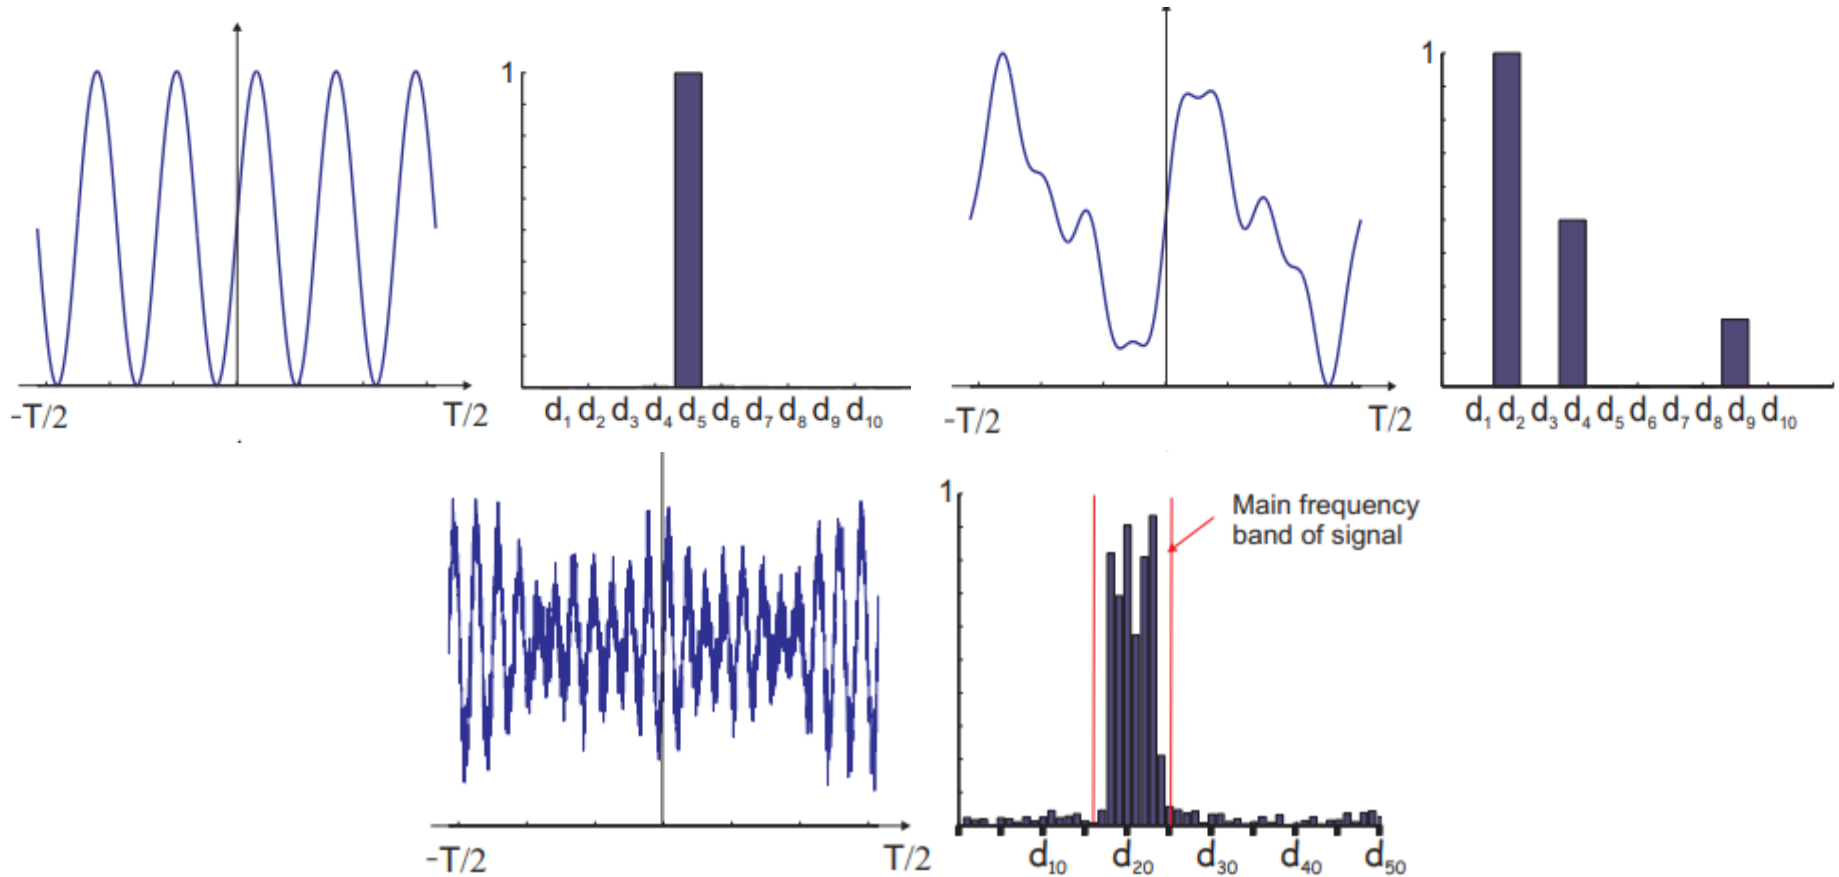 1
-T/2
T/2
d₁ d₂ d₃ d₄ d₅ d₆ d₇ d₈ d₉ d₁₀
1
-T/2
T/2
d₁ d₂ d₃ d₄ d₅ d₆ d₇ d₈ d₉ d₁₀
-T/2
T/2
1
Main frequency
band of signal
d₁₀ d₂₀ d₃₀ d₄₀ d₅₀